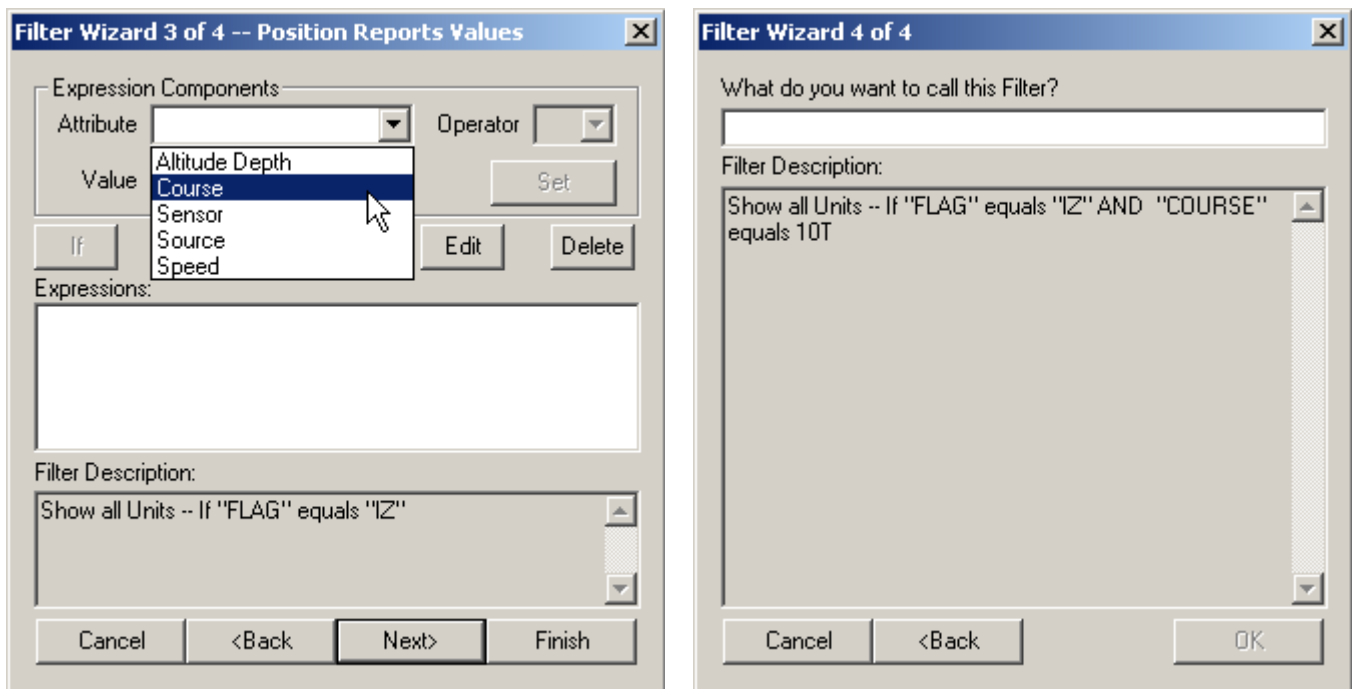 Filter Wizard 3 of 4 -- Position Reports Values
Expression Components
Attribute
Operator
Altitude Depth
Value
Course
Set
Sensor
Source
Speed
If
Edit
Delete
Expressions:
Filter Description:
Show all Units -- If "FLAG" equals "IZ"
Cancel
<Back
Next>
Finish
Filter Wizard 4 of 4
What do you want to call this Filter?
Filter Description:
Show all Units -- If "FLAG" equals "IZ" AND "COURSE"
equals 10T
Cancel
<Back
OK